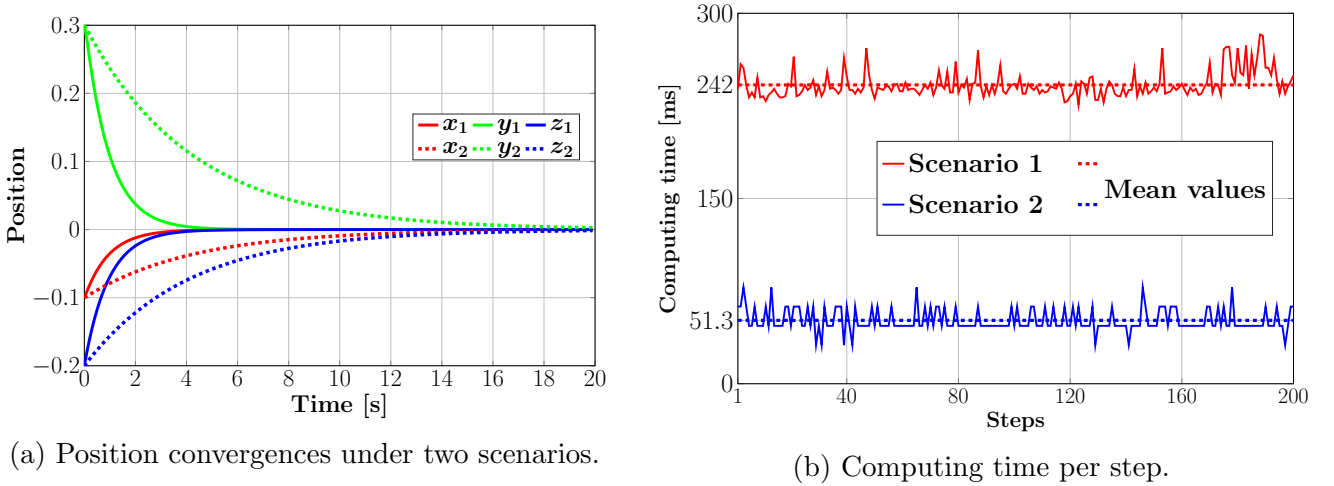 0.3
0.2
0.1
0
−0.1
−0.2
Position
x1 y1 z1
x2 y2 z2
0 2 4 6 8 10 12 14 16 18 20
Time [s]
(a) Position convergences under two scenarios.
300
242
150
51.3
0
Computing time [ms]
Scenario 1
Scenario 2
Mean values
1 40 80 120 160 200
Steps
(b) Computing time per step.